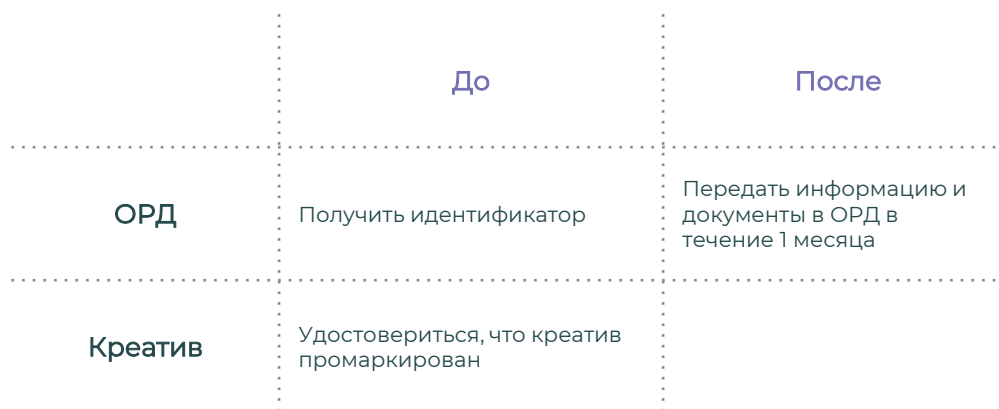 До
После
ОРД
Получить идентификатор
Передать информацию и
документы в ОРД в
течение 1 месяца
Креатив
Удостовериться, что креатив
промаркирован